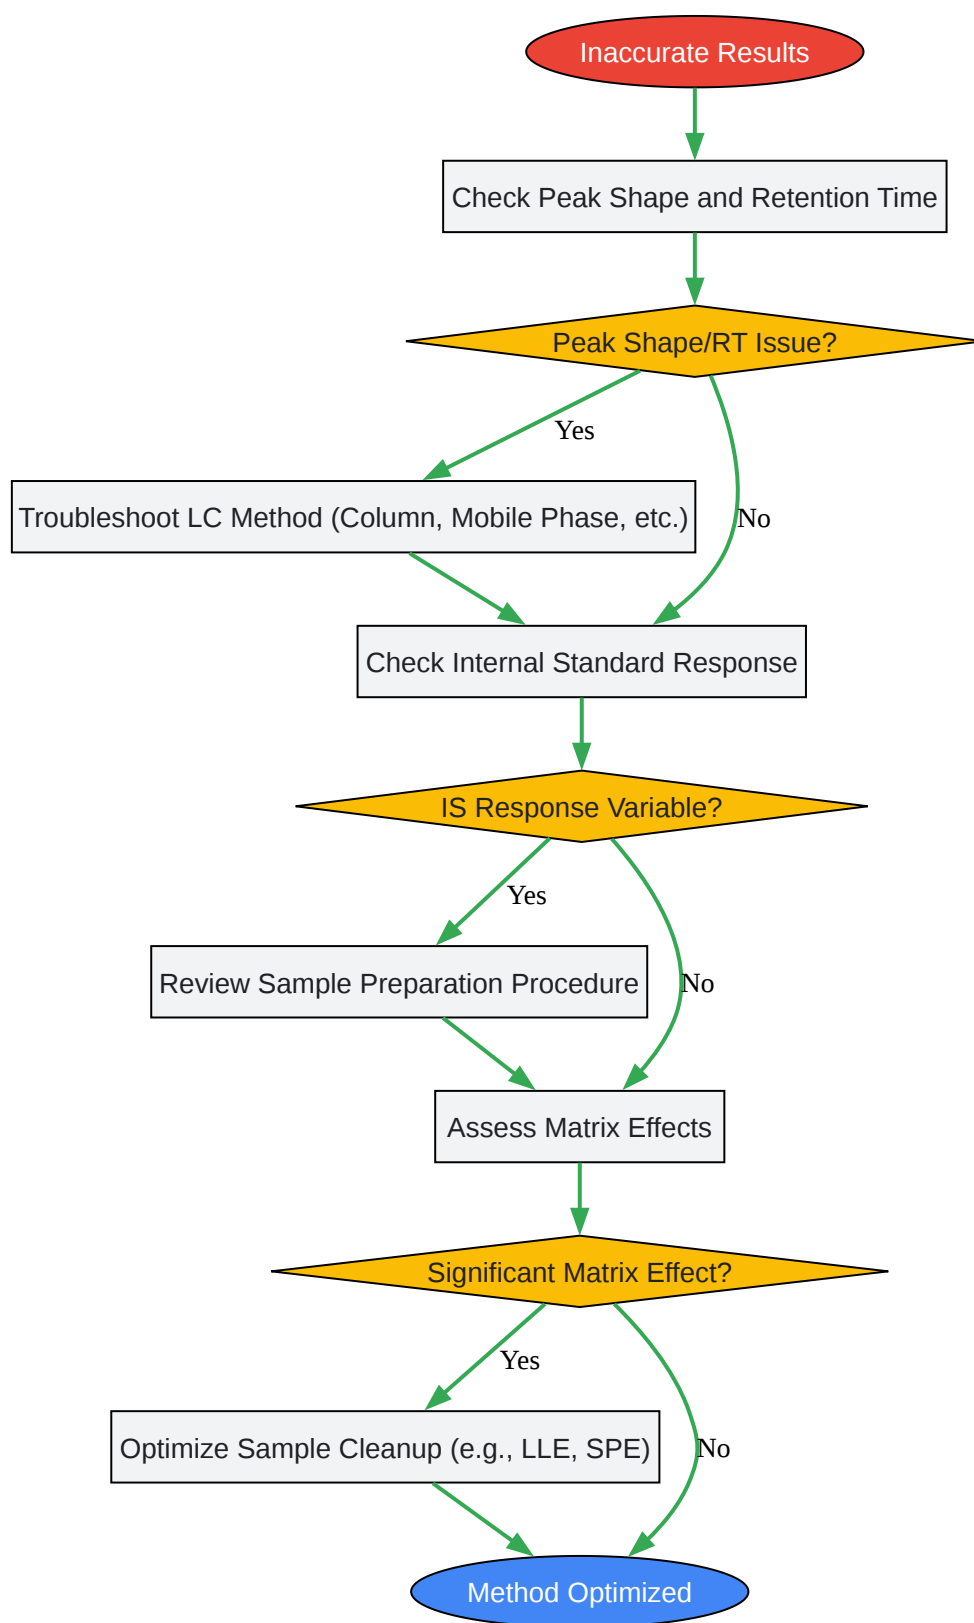 Inaccurate Results
Check Peak Shape and Retention Time
Peak Shape/RT Issue?
Yes
Troubleshoot LC Method (Column, Mobile Phase, etc.)
No
Check Internal Standard Response
IS Response Variable?
Yes
Review Sample Preparation Procedure
No
Assess Matrix Effects
Significant Matrix Effect?
Yes
Optimize Sample Cleanup (e.g., LLE, SPE)
No
Method Optimized